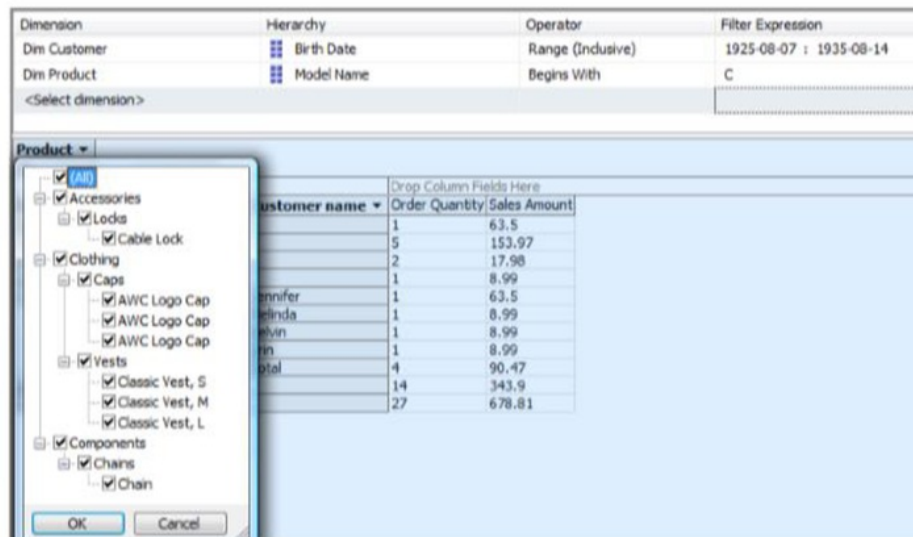 Dimension Hierarchy Operator Filter Expression
Dim Customer Birth Date Range (Inclusive) 1925-08-07 : 1935-08-14
Dim Product Model Name Begins With C
<Select dimension>
Product
(All)
Accessories
Locks
Cable Lock
Clothing
Caps
AWC Logo Cap
AWC Logo Cap
AWC Logo Cap
Vests
Classic Vest, S
Classic Vest, M
Classic Vest, L
Components
Chains
Chain
OK Cancel
Drop Column Fields Here
ustomer name Order Quantity Sales Amount
1 63.5
5 153.97
2 17.98
1 8.99
ennifer 1 63.5
elinda 1 8.99
elvin 1 8.99
rin 1 8.99
otal 4 90.47
14 343.9
27 678.81